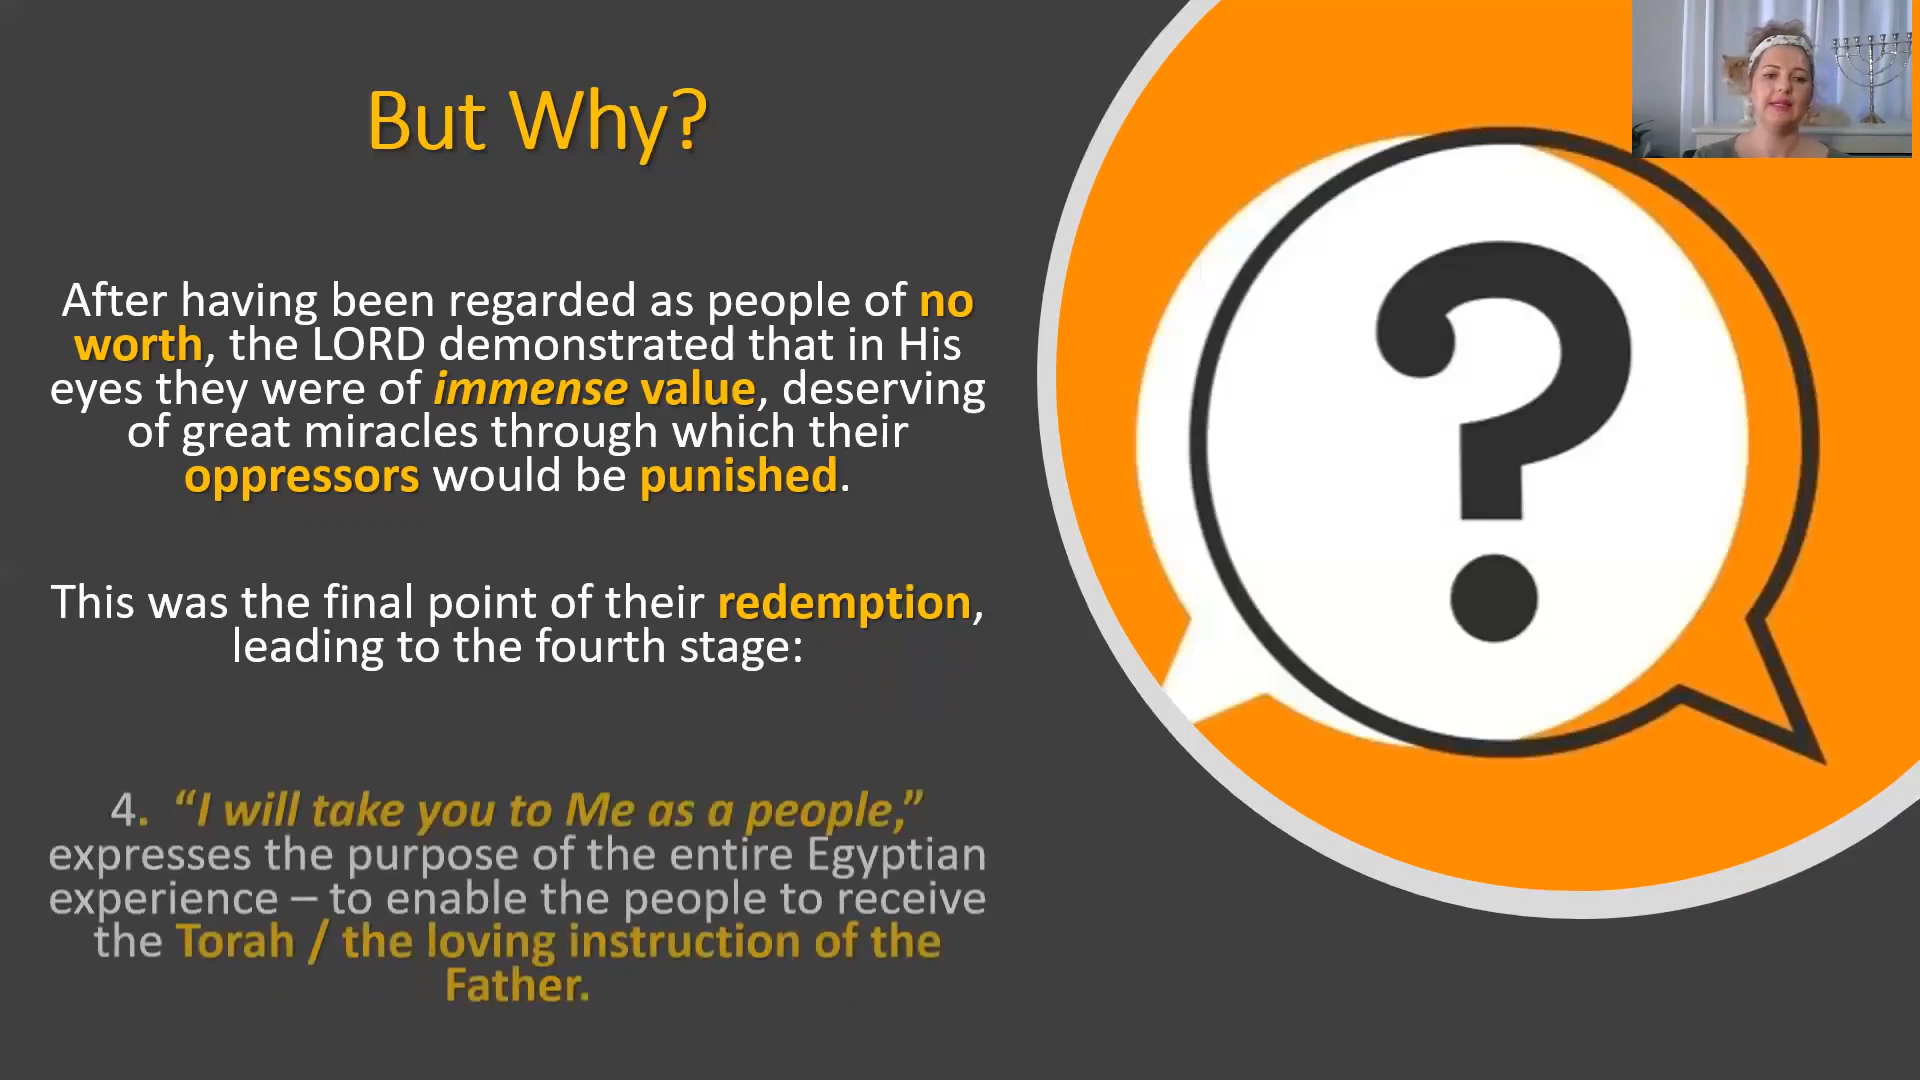 But Why?
After having been regarded as people of no
worth, the LORD demonstrated that in His
eyes they were of immense value, deserving
of great miracles through which their
oppressors would be punished.
This was the final point of their redemption,
leading to the fourth stage:
4. “I will take you to Me as a people,”
expresses the purpose of the entire Egyptian
experience – to enable the people to receive
the Torah / the loving instruction of the
Father.
?